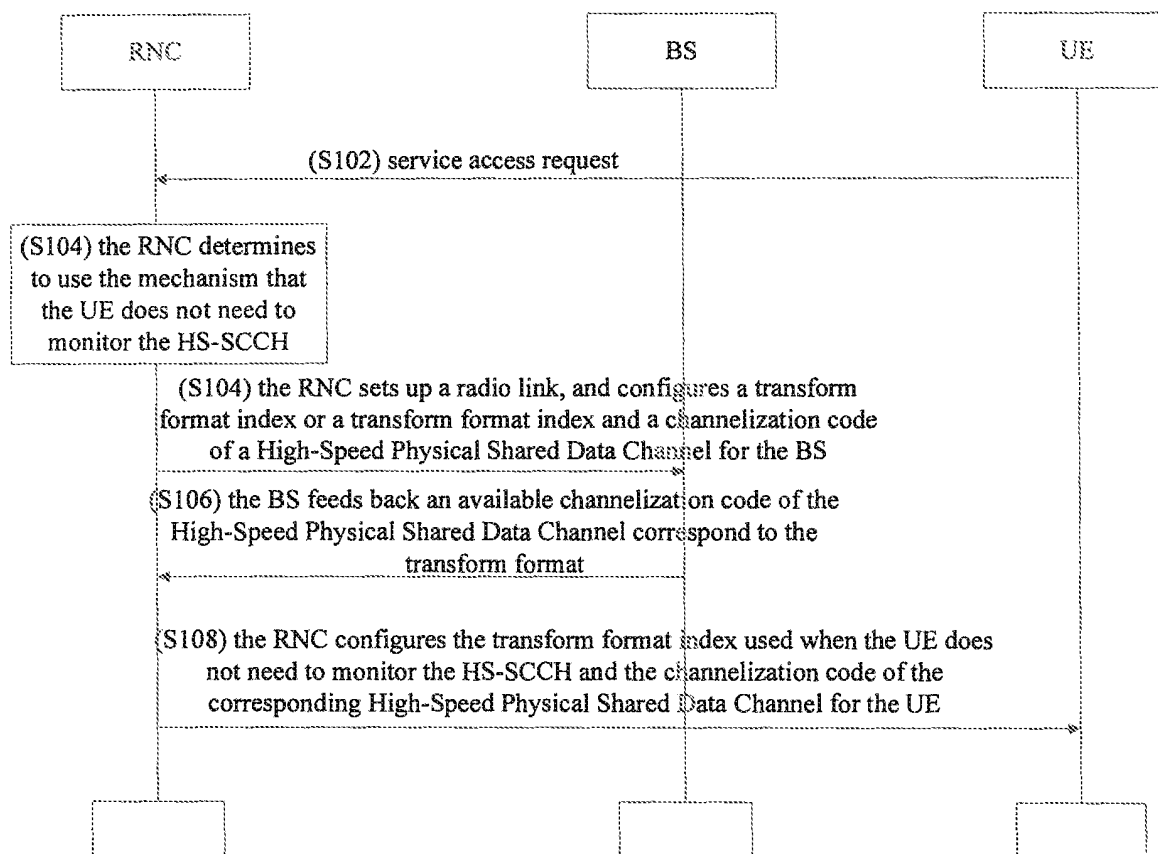 RNC
BS
UE
(S102) service access request
(S104) the RNC determines
to use the mechanism that
the UE does not need to
monitor the HS-SCCH
(S104) the RNC sets up a radio link, and configures a transform
format index or a transform format index and a channelization code
of a High-Speed Physical Shared Data Channel for the BS
(S106) the BS feeds back an available channelization code of the
High-Speed Physical Shared Data Channel correspond to the
transform format
(S108) the RNC configures the transform format index used when the UE does
not need to monitor the HS-SCCH and the channelization code of the
corresponding High-Speed Physical Shared Data Channel for the UE